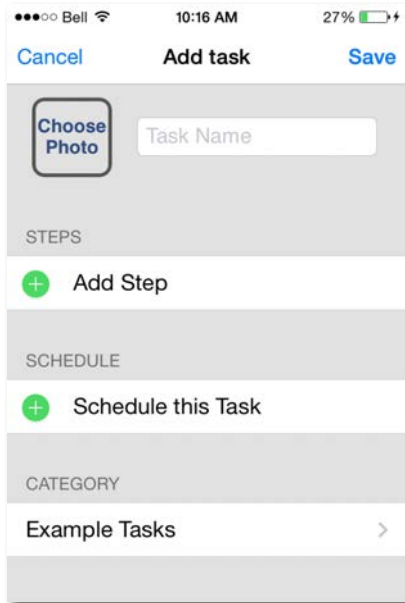 Bell 10:16 AM 27%
Cancel Add task Save
Choose
Photo
Task Name
STEPS
Add Step
SCHEDULE
Schedule this Task
CATEGORY
Example Tasks